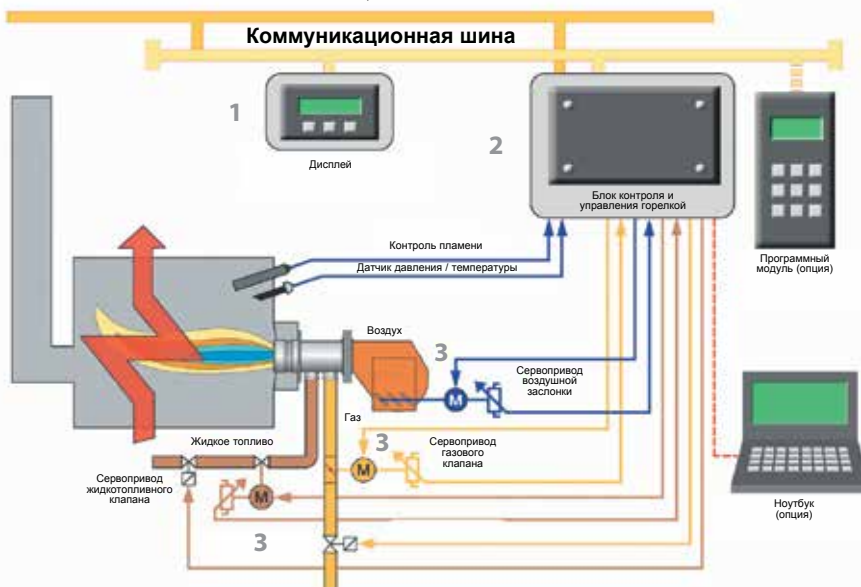 Коммуникационная шина
1
Дисплей
2
Блок контроля и
управления горелкой
Программный
модуль (опция)
Контроль пламени
Датчик давления / температуры
Воздух
3
M
Сервопривод
воздушной
заслонки
Газ
3
M
Сервопривод
газового
клапана
Жидкое топливо
Сервопривод
жидкотопливного
клапана
M
3
Ноутбук
(опция)